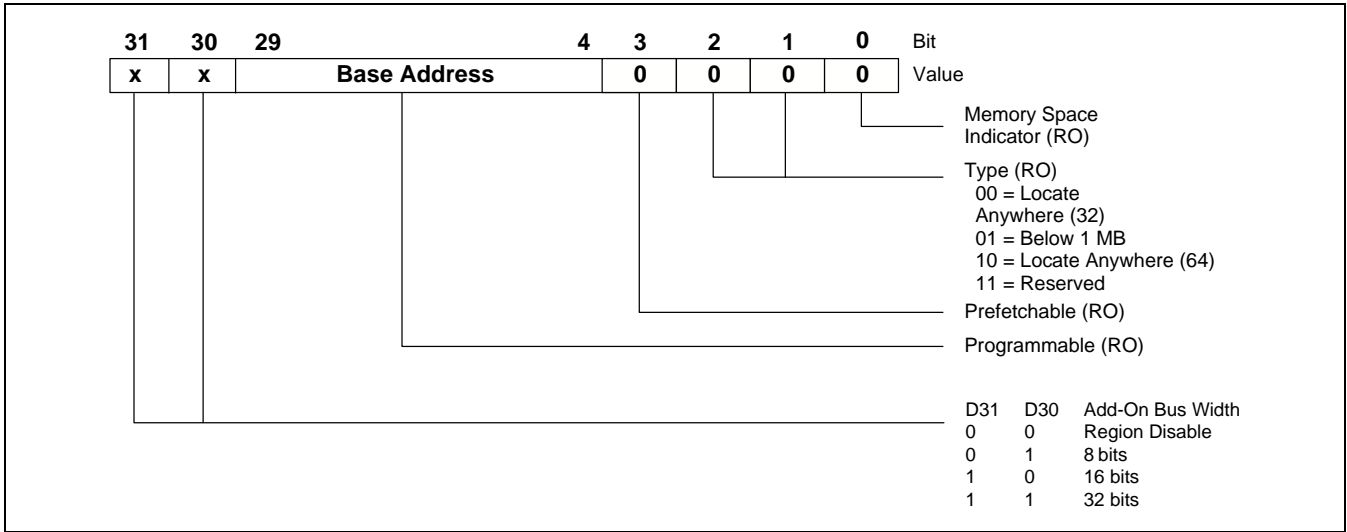 31 30 29 4 3 2 1 0 Bit
x x Base Address 0 0 0 0 Value
Memory Space
Indicator (RO)
Type (RO)
00 = Locate
Anywhere (32)
01 = Below 1 MB
10 = Locate Anywhere (64)
11 = Reserved
Prefetchable (RO)
Programmable (RO)
D31 D30 Add-On Bus Width
0 0 Region Disable
0 1 8 bits
1 0 16 bits
1 1 32 bits